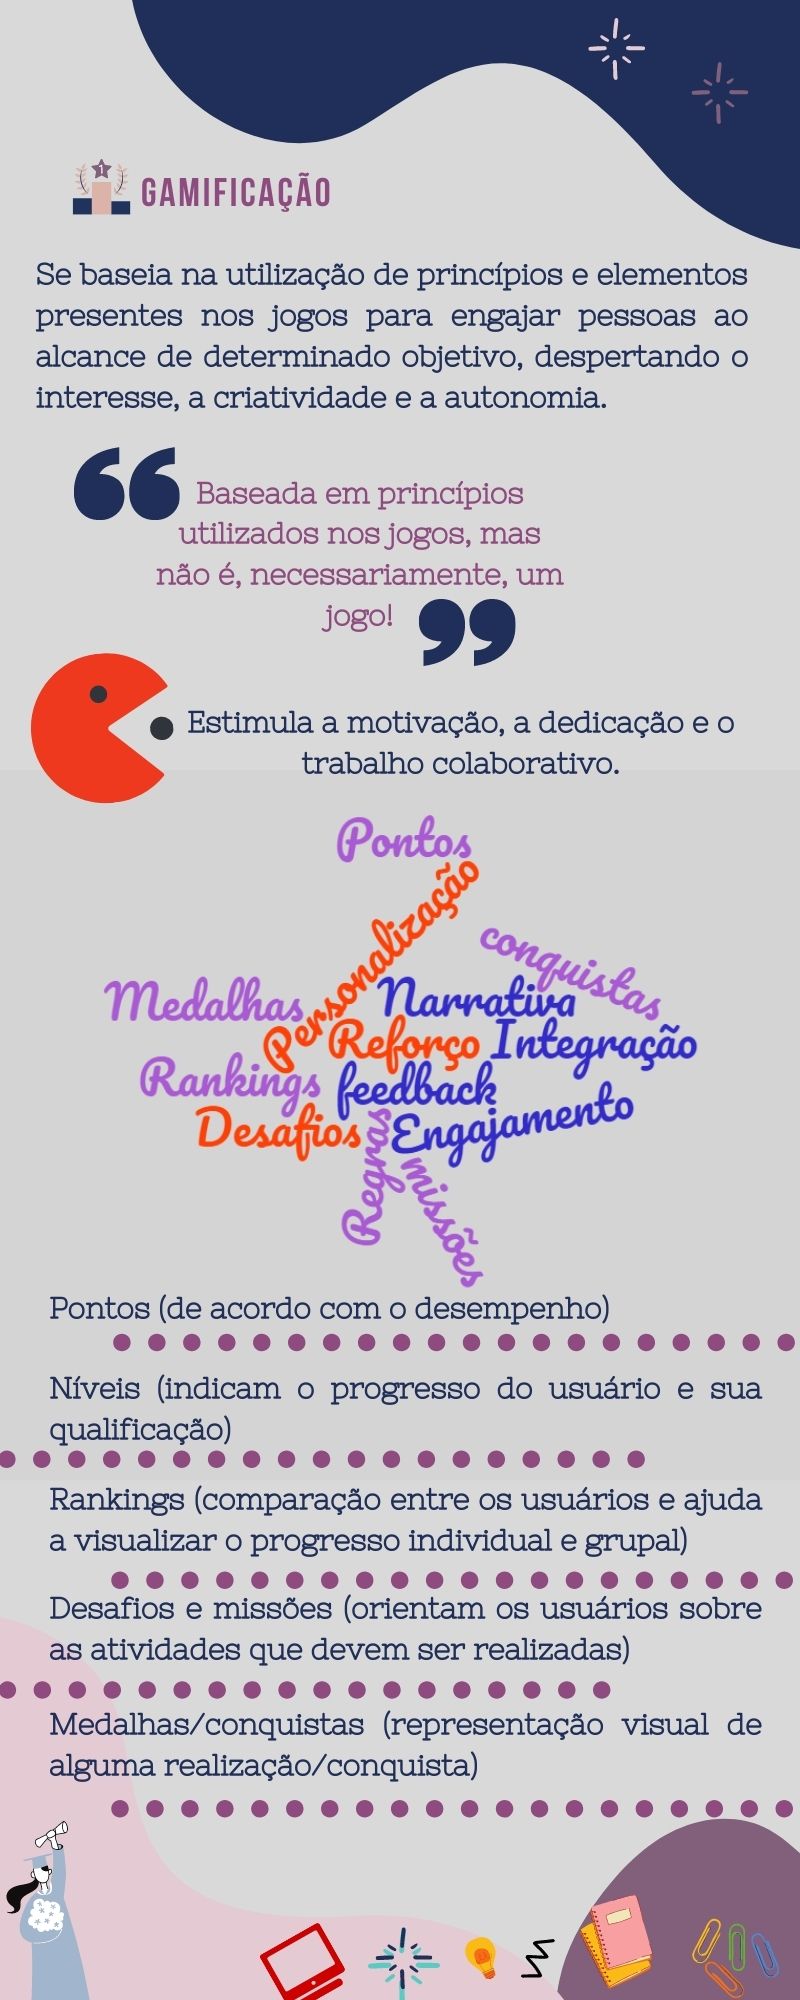 GAMIFICAÇÃO
Se baseia na utilização de princípios e elementos
presentes nos jogos para engajar pessoas ao
alcance de determinado objetivo, despertando o
interesse, a criatividade e a autonomia.
“Baseada em princípios
utilizados nos jogos, mas
não é, necessariamente, um
jogo!”
Estimula a motivação, a dedicação e o
trabalho colaborativo.
Pontos
Personalização
conquistas
Medalhas
Narrativa
Reforço
Integração
Rankings
feedback
Desafios
Engajamento
Regras
missões
Pontos (de acordo com o desempenho)
Níveis (indicam o progresso do usuário e sua
qualificação)
Rankings (comparação entre os usuários e ajuda
a visualizar o progresso individual e grupal)
Desafios e missões (orientam os usuários sobre
as atividades que devem ser realizadas)
Medalhas/conquistas (representação visual de
alguma realização/conquista)